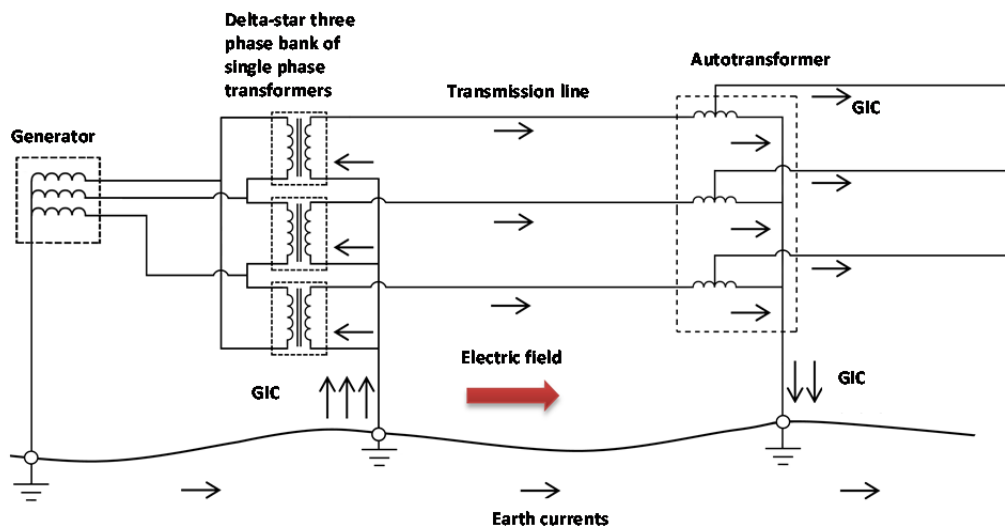 Delta-star three
phase bank of
single phase
transformers
Autotransformer
Transmission line
GIC
Generator
Electric field
GIC
GIC
Earth currents